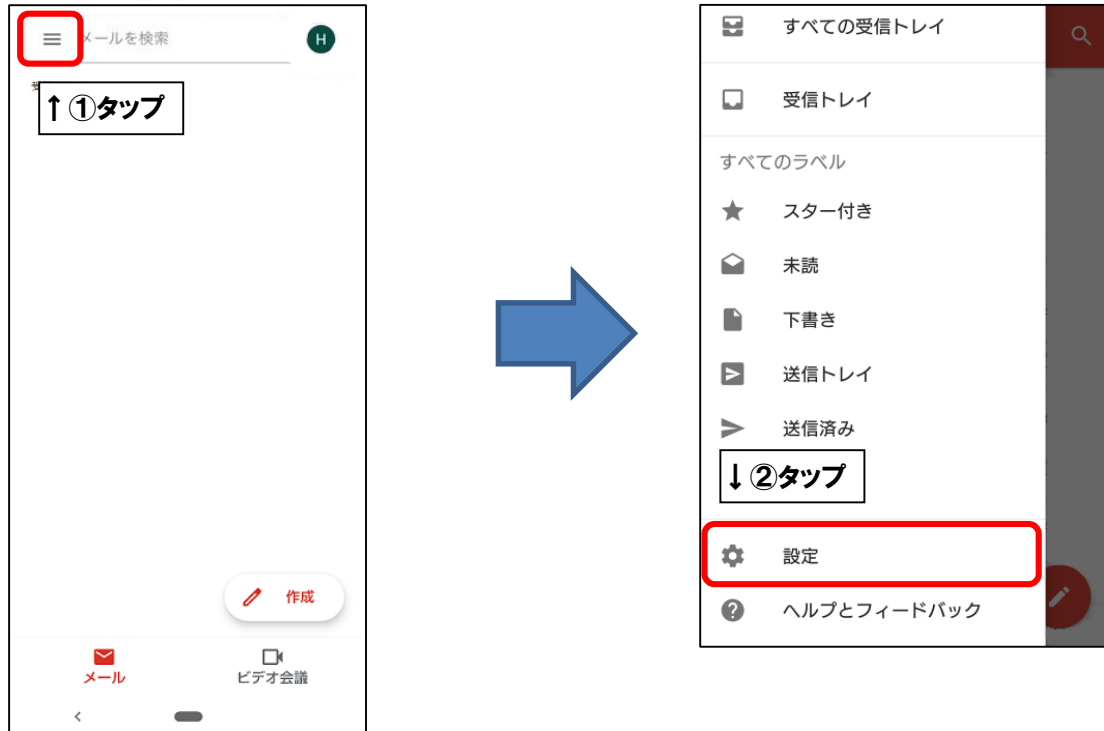 メールを検索
H
↑①タップ
作成
メール
ビデオ会議
すべての受信トレイ
受信トレイ
すべてのラベル
スター付き
未読
下書き
送信トレイ
送信済み
↓②タップ
設定
ヘルプとフィードバック